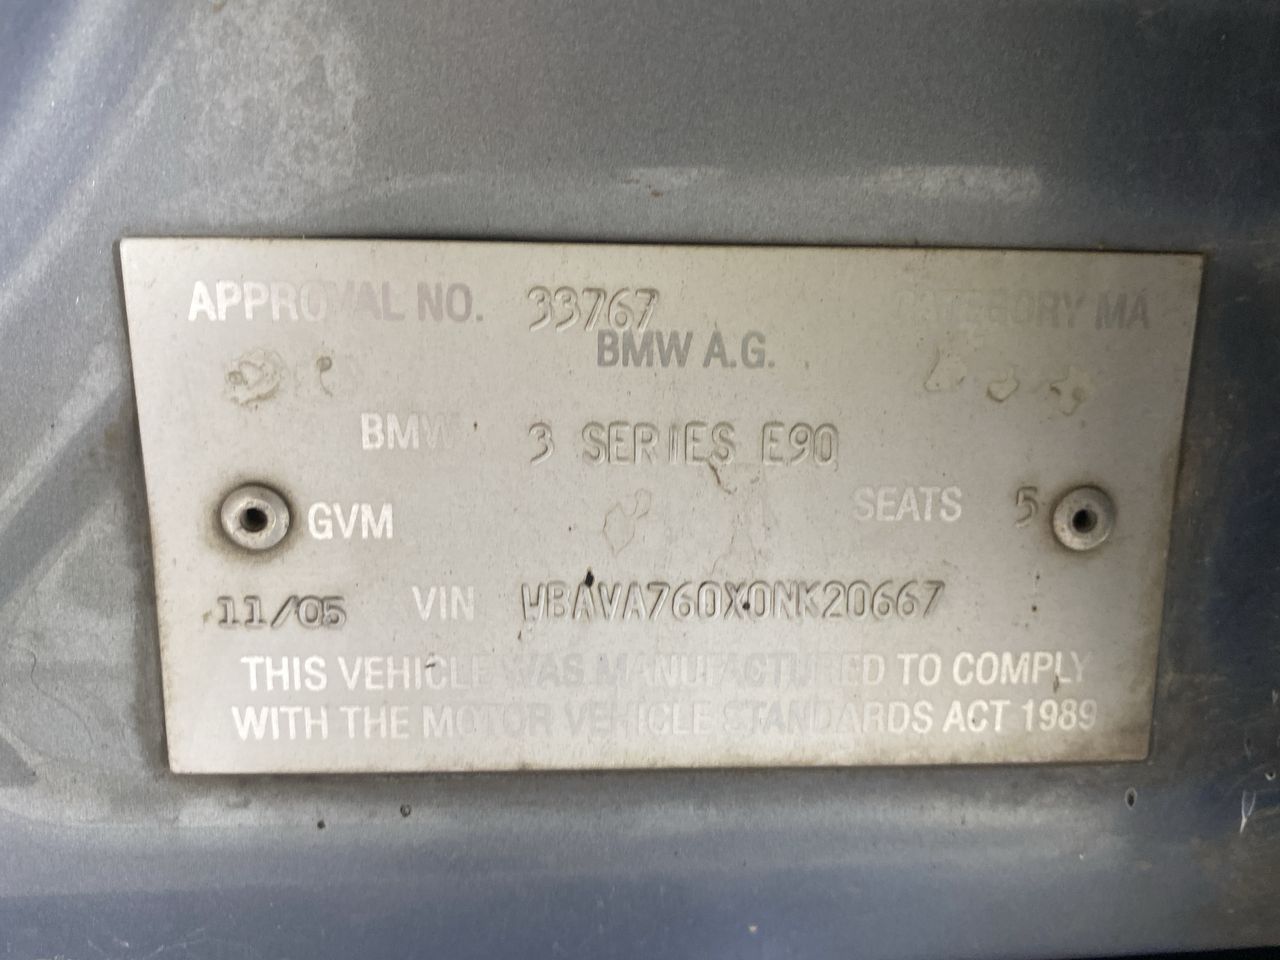 APPROVAL NO. 33767 CATEGORY MA
BMW A.G.
BMW 3 SERIES E90
GVM SEATS 5
11/05 VIN WBAVA760X0NK20667
THIS VEHICLE WAS MANUFACTURED TO COMPLY
WITH THE MOTOR VEHICLE STANDARDS ACT 1989